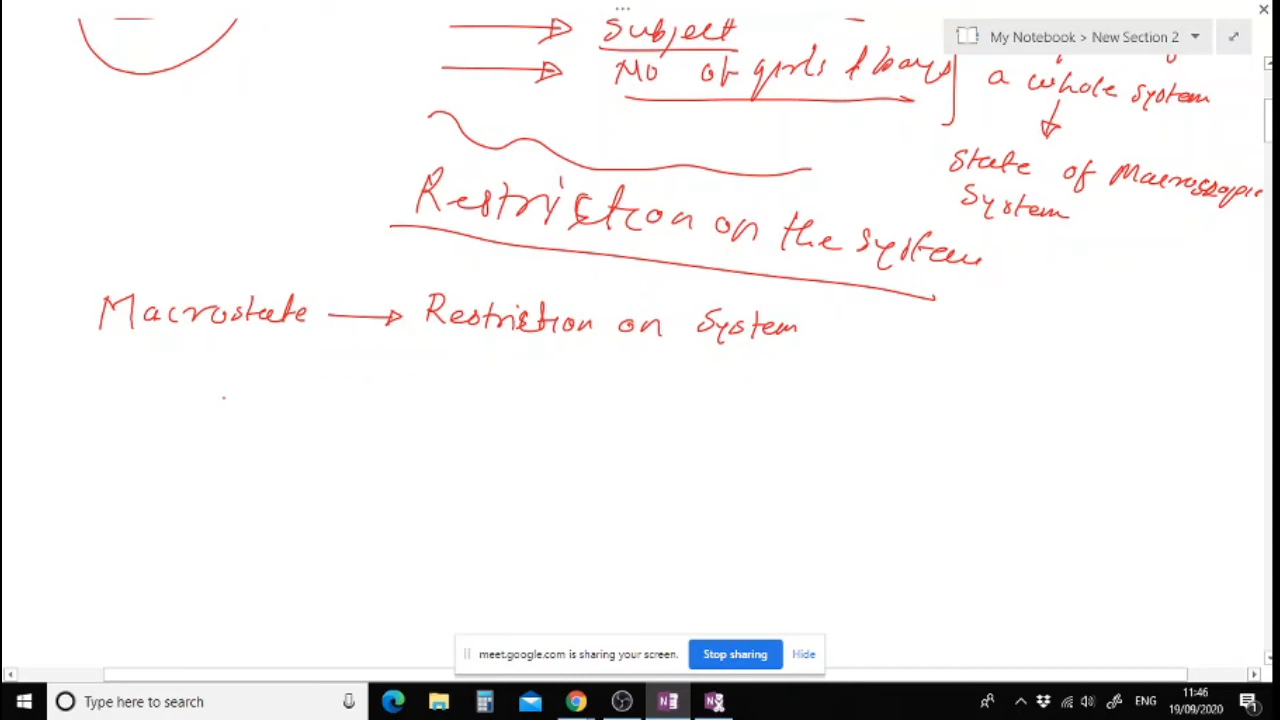 Subject
No of girls & boys
My Notebook > New Section 2
a whole system
State of Macroscopic
System
Restriction on the system
Macrostate → Restriction on System
meet.google.com is sharing your screen.
Stop sharing
Hide
Type here to search
ENG
11:46
19/09/2020
1